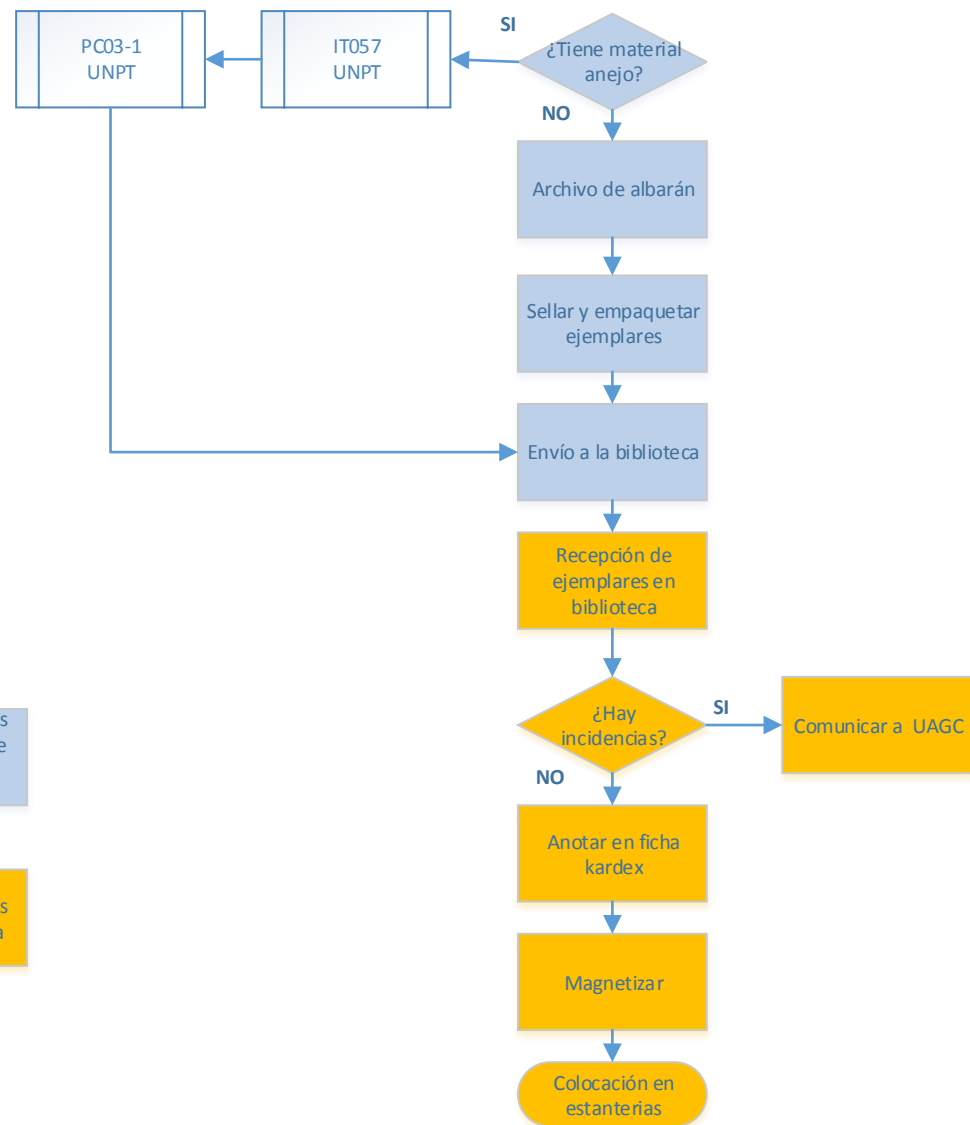 PC03-1
UNPT
IT057
UNPT
SI
¿Tiene material
anejo?
NO
Archivo de albarán
Sellar y empaquetar
ejemplares
Envío a la biblioteca
Recepción de
ejemplares en
biblioteca
¿Hay
incidencias?
SI
Comunicar a UAGC
NO
Anotar en ficha
kardex
Magnetizar
Colocación en
estanterias